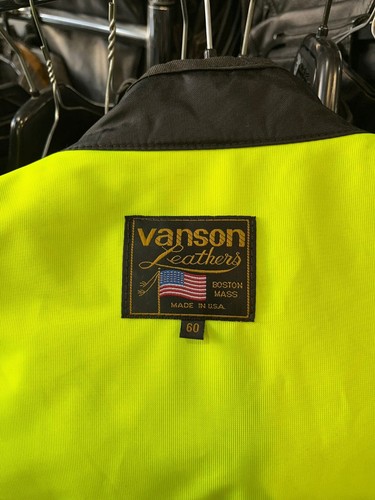 Vanson
Leathers
BOSTON
MASS
MADE IN U.S.A.
60